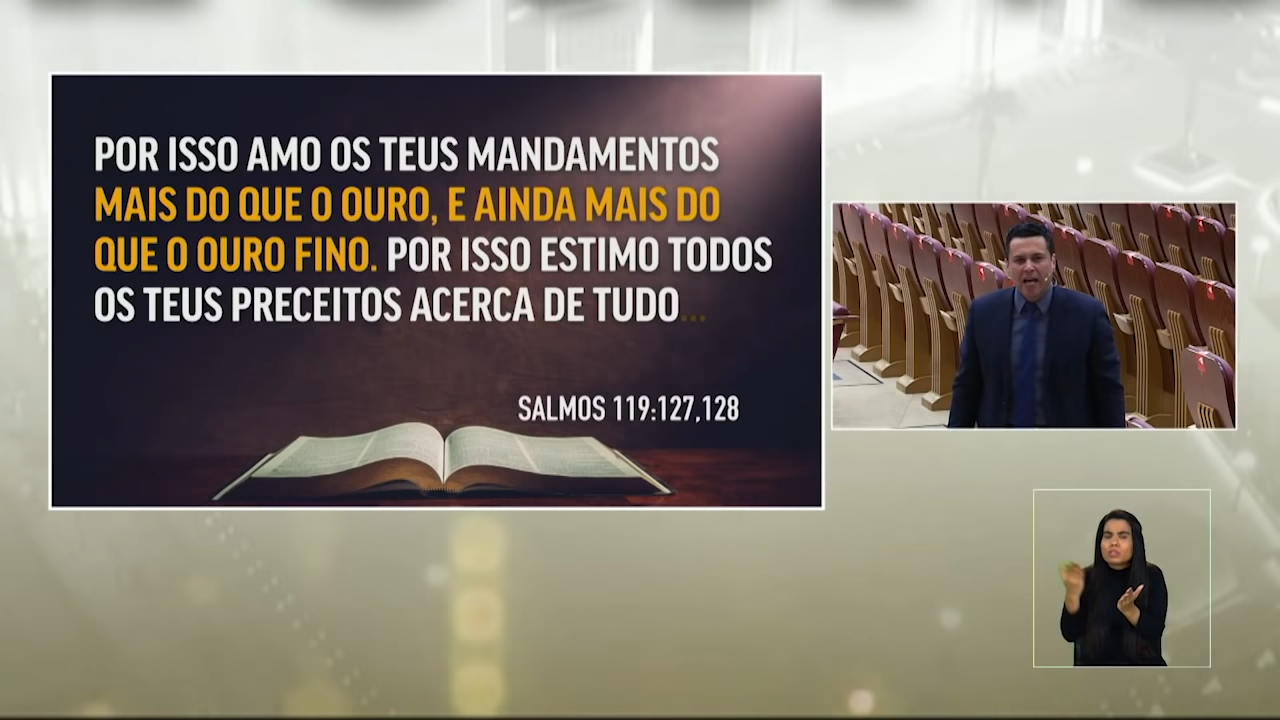 POR ISSO AMO OS TEUS MANDAMENTOS
MAIS DO QUE O OURO, E AINDA MAIS DO
QUE O OURO FINO. POR ISSO ESTIMO TODOS
OS TEUS PRECEITOS ACERCA DE TUDO...
SALMOS 119:127,128